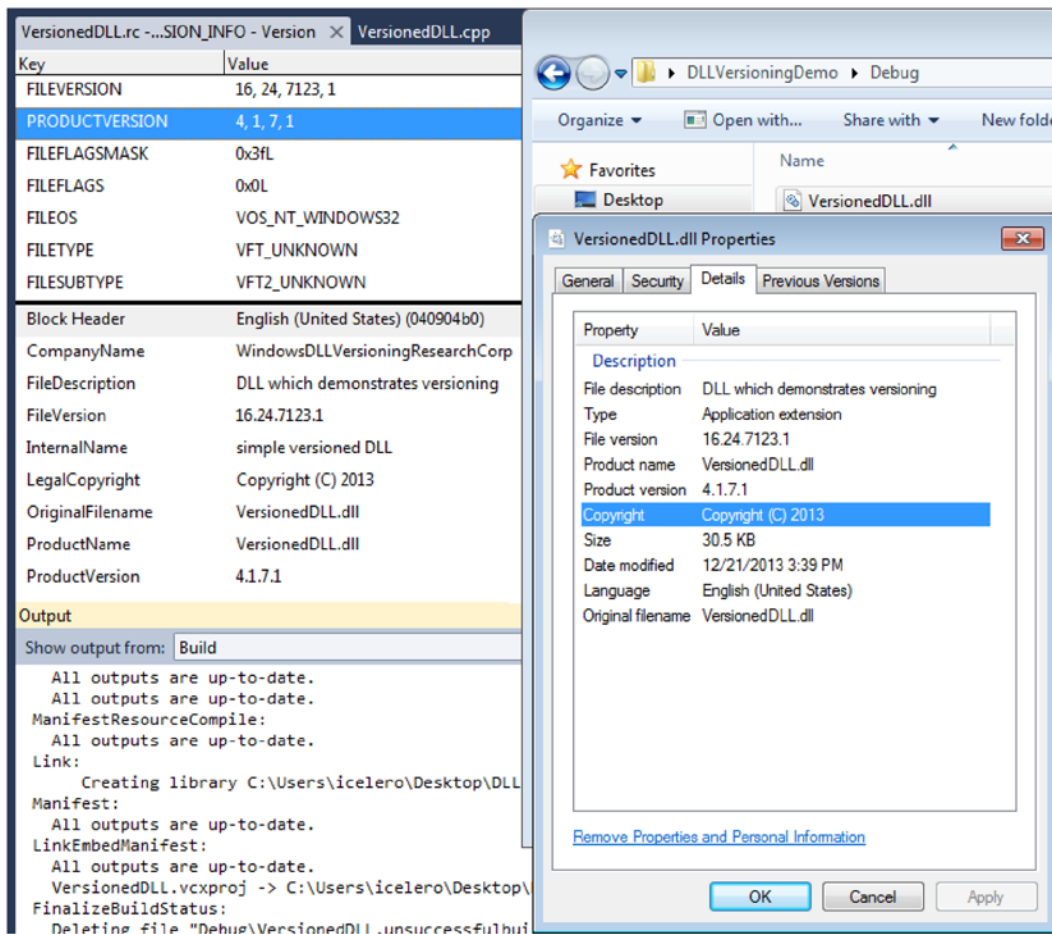 VersionedDLL.rc -...SION_INFO - Version VersionedDLL.cpp
Key Value
FILEVERSION 16, 24, 7123, 1
PRODUCTVERSION 4, 1, 7, 1
FILEFLAGSMASK 0x3fL
FILEFLAGS 0x0L
FILEOS VOS_NT_WINDOWS32
FILETYPE VFT_UNKNOWN
FILESUBTYPE VFT2_UNKNOWN
Block Header English (United States) (040904b0)
CompanyName WindowsDLLVersioningResearchCorp
FileDescription DLL which demonstrates versioning
FileVersion 16.24.7123.1
InternalName simple versioned DLL
LegalCopyright Copyright (C) 2013
OriginalFilename VersionedDLL.dll
ProductName VersionedDLL.dll
ProductVersion 4.1.7.1
Output
Show output from: Build
All outputs are up-to-date.
All outputs are up-to-date.
ManifestResourceCompile:
All outputs are up-to-date.
Link:
Creating library C:\Users\icelero\Desktop\DLL
Manifest:
All outputs are up-to-date.
LinkEmbedManifest:
All outputs are up-to-date.
VersionedDLL.vcxproj -> C:\Users\icelero\Desktop\
FinalizeBuildStatus:
Deleting file "Debug\VersionedDLL.unsuccessfulbui
DLLVersioningDemo Debug
Organize Open with... Share with New folde
Favorites Name
Desktop VersionedDLL.dll
VersionedDLL.dll Properties
General Security Details Previous Versions
Property Value
Description
File description DLL which demonstrates versioning
Type Application extension
File version 16.24.7123.1
Product name VersionedDLL.dll
Product version 4.1.7.1
Copyright Copyright (C) 2013
Size 30.5 KB
Date modified 12/21/2013 3:39 PM
Language English (United States)
Original filename VersionedDLL.dll
Remove Properties and Personal Information
OK Cancel Apply